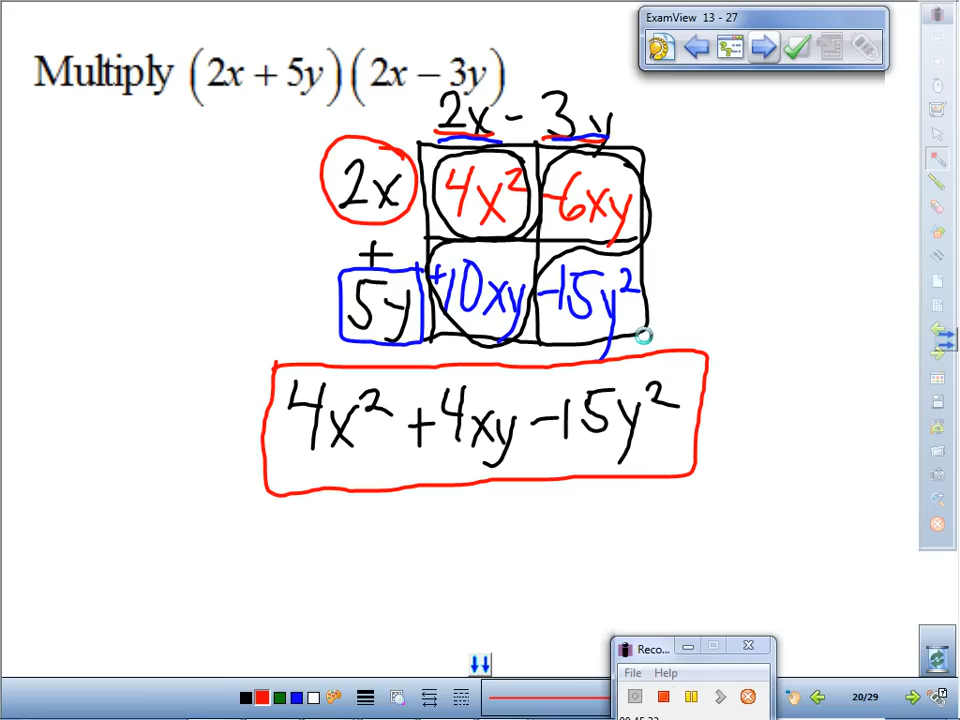 ExamView 13 - 27
Multiply (2x + 5y)(2x − 3y)
2x - 3y
2x 4x² -6xy
+
5y +10xy -15y²
4x² +4xy -15y²
Reco...
File Help
20/29